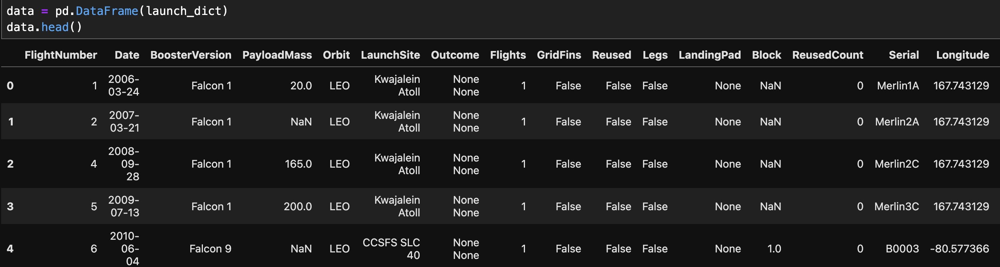 data = pd.DataFrame(launch_dict)
data.head()
FlightNumber Date BoosterVersion PayloadMass Orbit LaunchSite Outcome Flights GridFins Reused Legs LandingPad Block ReusedCount Serial Longitude
0 1 2006-03-24 Falcon 1 20.0 LEO Kwajalein Atoll None None 1 False False False None NaN 0 Merlin1A 167.743129
1 2 2007-03-21 Falcon 1 NaN LEO Kwajalein Atoll None None 1 False False False None NaN 0 Merlin2A 167.743129
2 4 2008-09-28 Falcon 1 165.0 LEO Kwajalein Atoll None None 1 False False False None NaN 0 Merlin2C 167.743129
3 5 2009-07-13 Falcon 1 200.0 LEO Kwajalein Atoll None None 1 False False False None NaN 0 Merlin3C 167.743129
4 6 2010-06-04 Falcon 9 NaN LEO CCSFS SLC 40 None None 1 False False False None 1.0 0 B0003 -80.577366